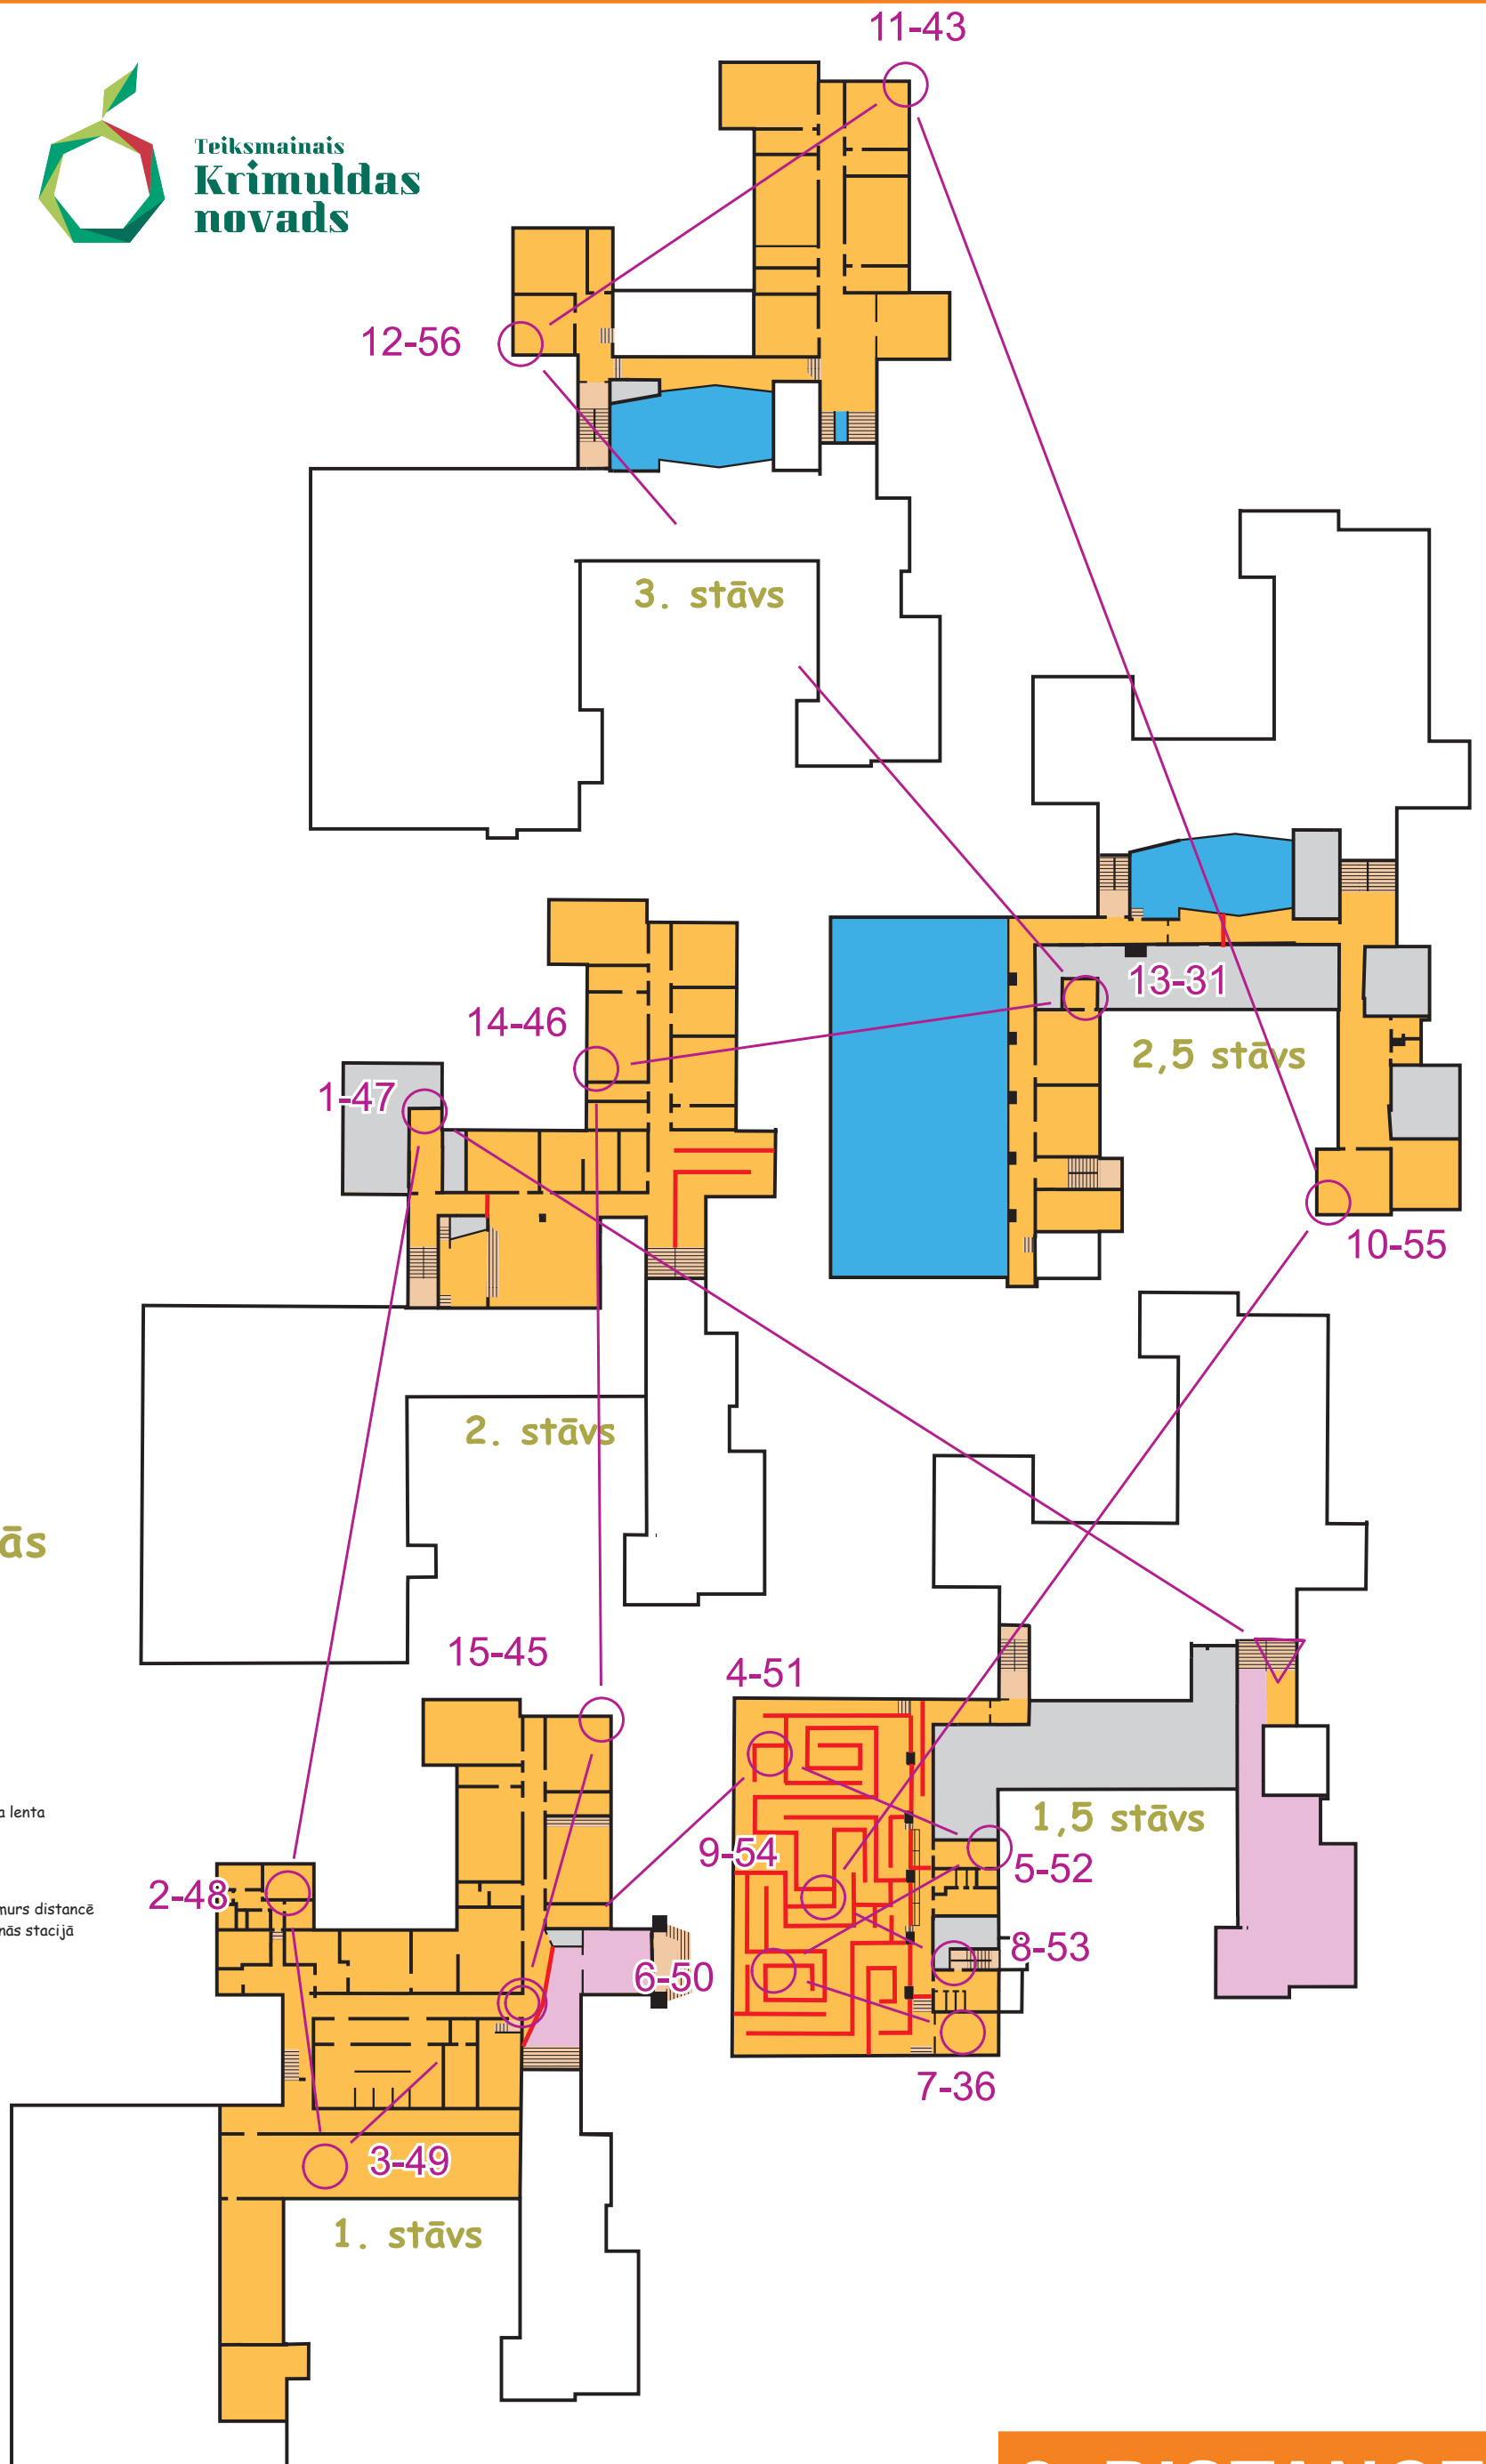 11-43
Teiksmainais
Krimuldas
novads
12-56
3. stāvs
13-31
14-46
2,5 stāvs
1-47
10-55
2. stāvs
ās
15-45
4-51
a lenta
1,5 stāvs
9-54
5-52
2-48
murs distancē
nās stacijā
8-53
6-50
7-36
3-49
1. stāvs